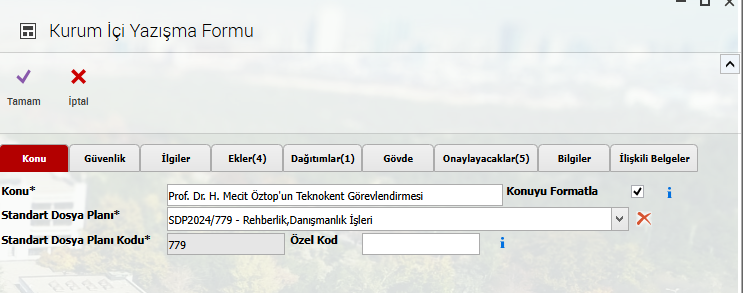 Kurum İçi Yazışma Formu
Tamam İptal
Konu Güvenlik İlgiler Ekler(4) Dağıtımlar(1) Gövde Onaylayacaklar(5) Bilgiler İlişkili Belgeler
Konu* Prof. Dr. H. Mecit Öztop'un Teknokent Görevlendirmesi Konuyu Formatla i
Standart Dosya Planı* SDP2024/779 - Rehberlik,Danışmanlık İşleri
Standart Dosya Planı Kodu* 779 Özel Kod i